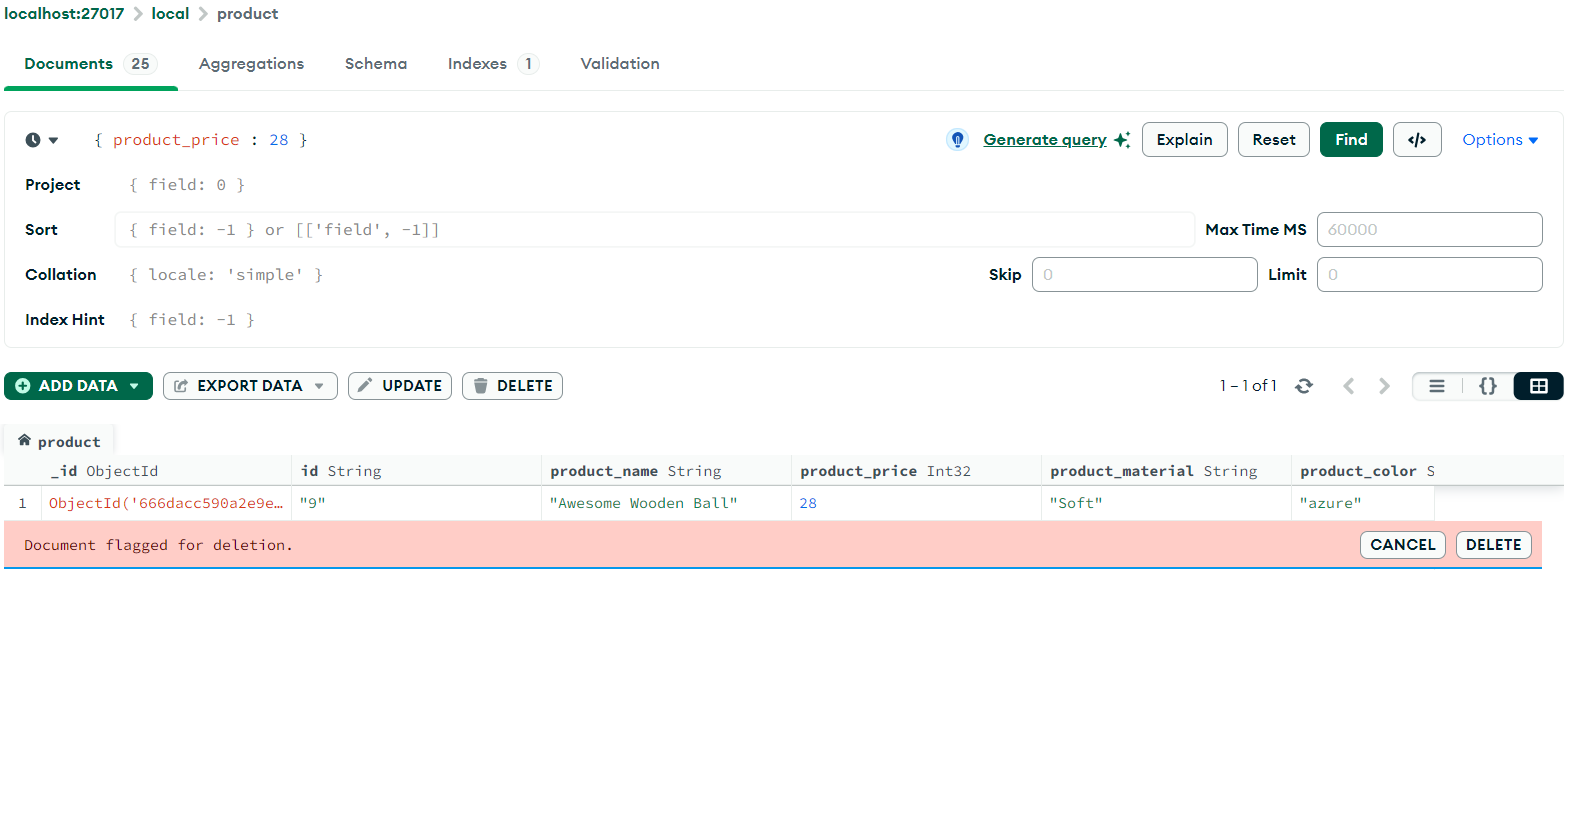 localhost:27017 > local > product
Documents 25 Aggregations Schema Indexes 1 Validation
{ product_price : 28 } Generate query Explain Reset Find </> Options
Project { field: 0 }
Sort { field: -1 } or [['field', -1]] Max Time MS 60000
Collation { locale: 'simple' } Skip 0 Limit 0
Index Hint { field: -1 }
ADD DATA EXPORT DATA UPDATE DELETE 1 – 1 of 1 {}
product
_id ObjectId id String product_name String product_price Int32 product_material String product_color S
1 ObjectId('666dacc590a2e9e… "9" "Awesome Wooden Ball" 28 "Soft" "azure"
Document flagged for deletion. CANCEL DELETE